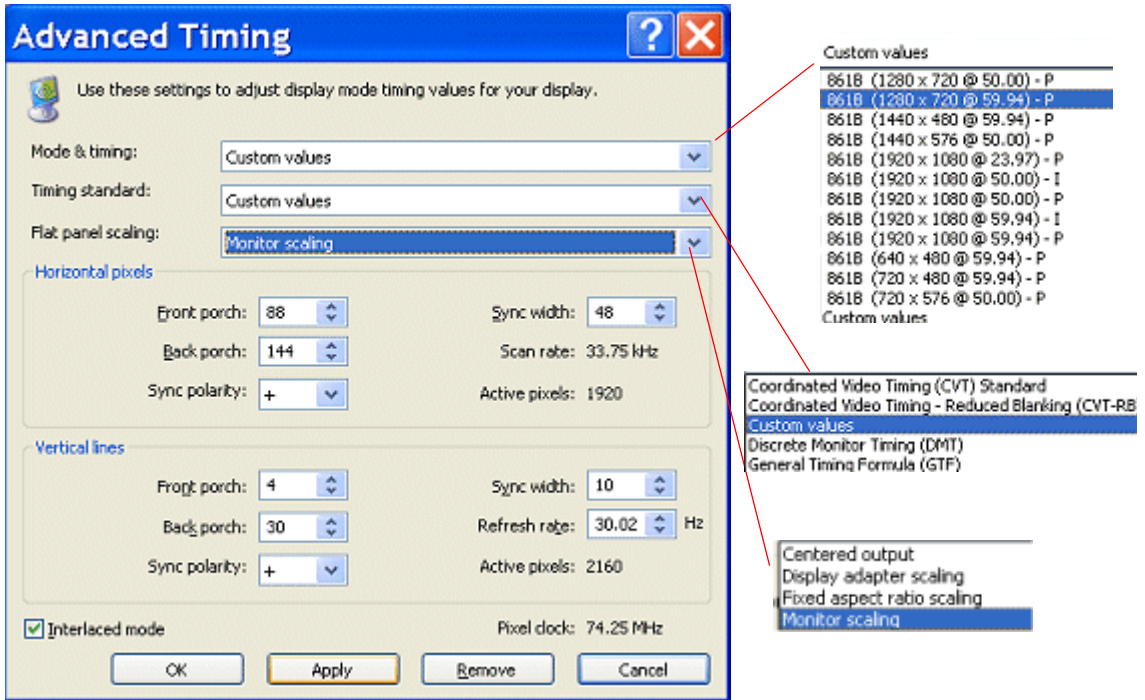 Advanced Timing
Use these settings to adjust display mode timing values for your display.
Mode & timing: Custom values
Timing standard: Custom values
Flat panel scaling: Monitor scaling
Horizontal pixels
Front porch: 88 Sync width: 48
Back porch: 144 Scan rate: 33.75 kHz
Sync polarity: + Active pixels: 1920
Vertical lines
Front porch: 4 Sync width: 10
Back porch: 30 Refresh rate: 30.02 Hz
Sync polarity: + Active pixels: 2160
Interlaced mode Pixel clock: 74.25 MHz
OK Apply Remove Cancel
Custom values
861B (1280 x 720 @ 50.00) - P
861B (1280 x 720 @ 59.94) - P
861B (1440 x 480 @ 59.94) - P
861B (1440 x 576 @ 50.00) - P
861B (1920 x 1080 @ 23.97) - P
861B (1920 x 1080 @ 50.00) - I
861B (1920 x 1080 @ 50.00) - P
861B (1920 x 1080 @ 59.94) - I
861B (1920 x 1080 @ 59.94) - P
861B (640 x 480 @ 59.94) - P
861B (720 x 480 @ 59.94) - P
861B (720 x 576 @ 50.00) - P
Custom values
Coordinated Video Timing (CVT) Standard
Coordinated Video Timing - Reduced Blanking (CVT-RB
Custom values
Discrete Monitor Timing (DMT)
General Timing Formula (GTF)
Centered output
Display adapter scaling
Fixed aspect ratio scaling
Monitor scaling